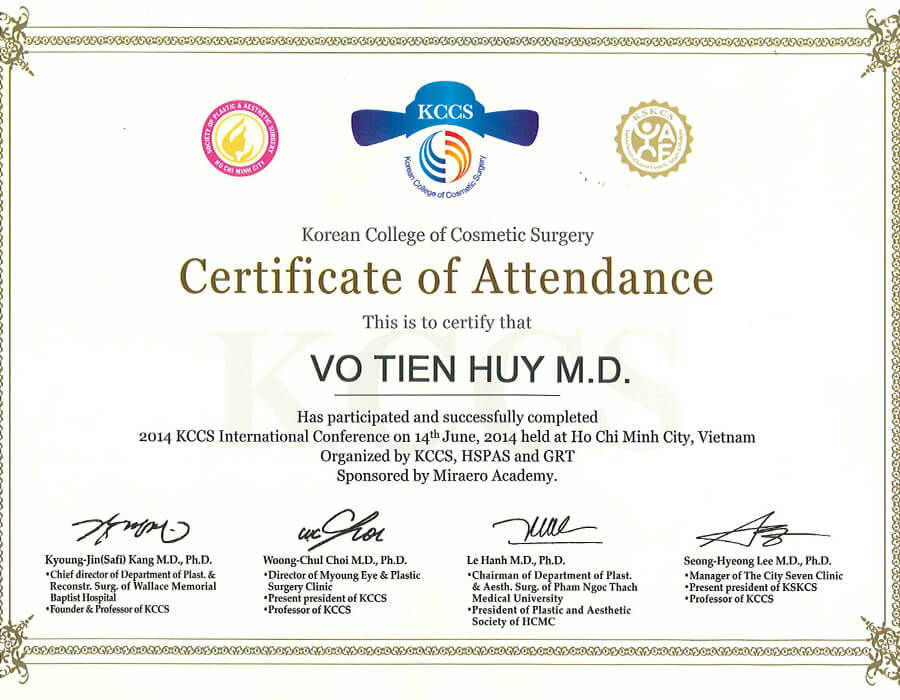 SOCIETY OF PLASTIC & AESTHETIC SURGERY
HO CHI MINH CITY
KCCS
Korean College of Cosmetic Surgery
KSKCS
Korean College of Cosmetic Surgery
Certificate of Attendance
This is to certify that
KCCS
VO TIEN HUY M.D.
Has participated and successfully completed
2014 KCCS International Conference on 14th June, 2014 held at Ho Chi Minh City, Vietnam
Organized by KCCS, HSPAS and GRT
Sponsored by Miraero Academy.
Kyoung-Jin(Safi) Kang M.D., Ph.D.
•Chief director of Department of Plast. &
Reconstr. Surg. of Wallace Memorial
Baptist Hospital
•Founder & Professor of KCCS
Woong-Chul Choi M.D., Ph.D.
•Director of Myoung Eye & Plastic
Surgery Clinic
•Present president of KCCS
•Professor of KCCS
Le Hanh M.D., Ph.D.
•Chairman of Department of Plast.
& Aesth. Surg. of Pham Ngoc Thach
Medical University
•President of Plastic and Aesthetic
Society of HCMC
Seong-Hyeong Lee M.D., Ph.D.
•Manager of The City Seven Clinic
•Present president of KSKCS
•Professor of KCCS